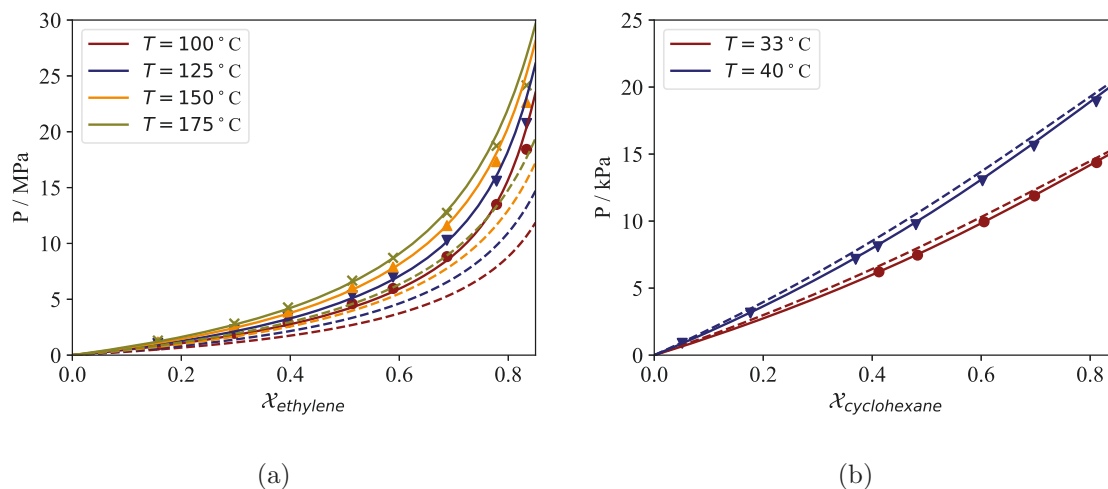 30
25
20
15
10
5
0
P / MPa
T = 100 °C
T = 125 °C
T = 150 °C
T = 175 °C
0.0 0.2 0.4 0.6 0.8
𝒳ethylene
(a)
25
20
15
10
5
0
P / kPa
T = 33 °C
T = 40 °C
0.0 0.2 0.4 0.6 0.8
𝒳cyclohexane
(b)